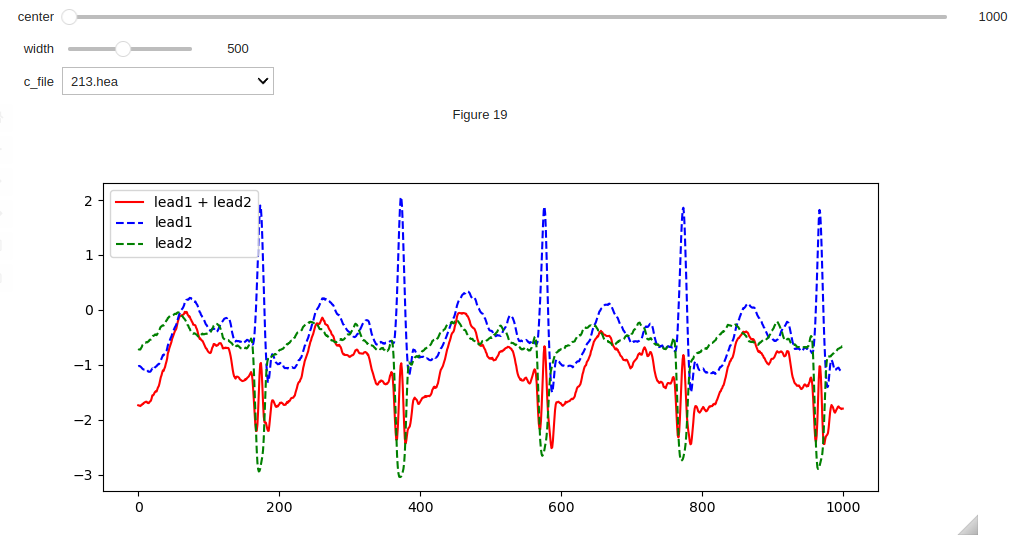 center 1000
width 500
c_file 213.hea
Figure 19
lead1 + lead2
lead1
lead2
2
1
0
−1
−2
−3
0 200 400 600 800 1000